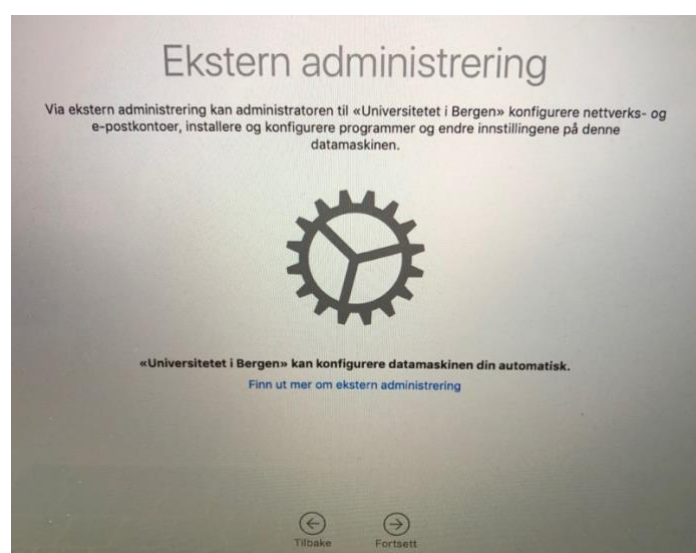 Ekstern administrering
Via ekstern administrering kan administratoren til «Universitetet i Bergen» konfigurere nettverks- og
e-postkontoer, installere og konfigurere programmer og endre innstillingene på denne
datamaskinen.
«Universitetet i Bergen» kan konfigurere datamaskinen din automatisk.
Finn ut mer om ekstern administrering
Tilbake Fortsett